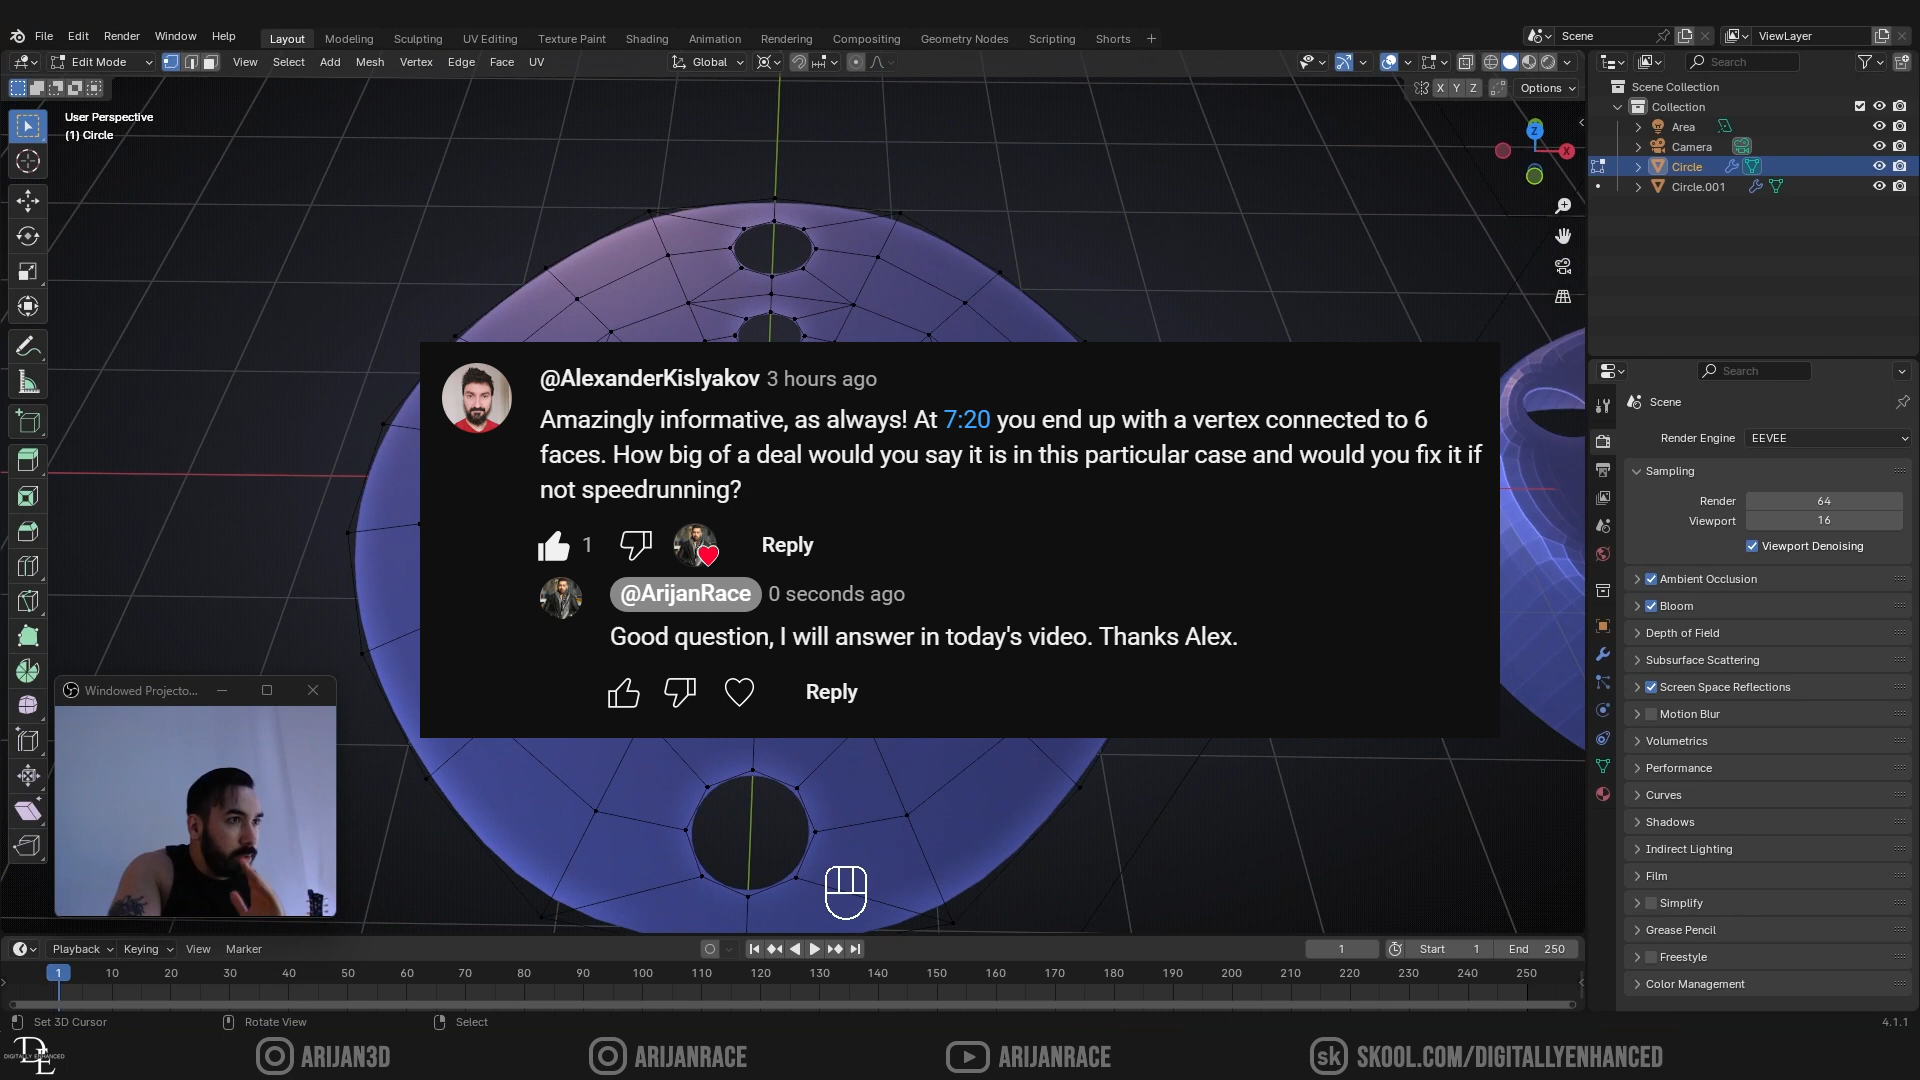 File Edit Render Window Help Layout Modeling Sculpting UV Editing Texture Paint Shading Animation Rendering Compositing Geometry Nodes Scripting Shorts + Scene ViewLayer
Edit Mode View Select Add Mesh Vertex Edge Face UV Global Search
X Y Z Options
User Perspective
(1) Circle
Z
X
Scene Collection
Collection
Area
Camera
Circle
Circle.001
@AlexanderKislyakov 3 hours ago
Amazingly informative, as always! At 7:20 you end up with a vertex connected to 6
faces. How big of a deal would you say it is in this particular case and would you fix it if
not speedrunning?
1 Reply
@ArijanRace 0 seconds ago
Good question, I will answer in today's video. Thanks Alex.
Reply
Windowed Projecto...
Search
Scene
Render Engine EEVEE
Sampling
Render 64
Viewport 16
Viewport Denoising
Ambient Occlusion
Bloom
Depth of Field
Subsurface Scattering
Screen Space Reflections
Motion Blur
Volumetrics
Performance
Curves
Shadows
Indirect Lighting
Film
Simplify
Grease Pencil
Freestyle
Color Management
Playback Keying View Marker 1 Start 1 End 250
1 10 20 30 40 50 60 70 80 90 100 110 120 130 140 150 160 170 180 190 200 210 220 230 240 250
Set 3D Cursor Rotate View Select 4.1.1
DIGITALLY ENHANCED
DE
ARIJAN3D ARIJANRACE ARIJANRACE sk SKOOL.COM/DIGITALLYENHANCED